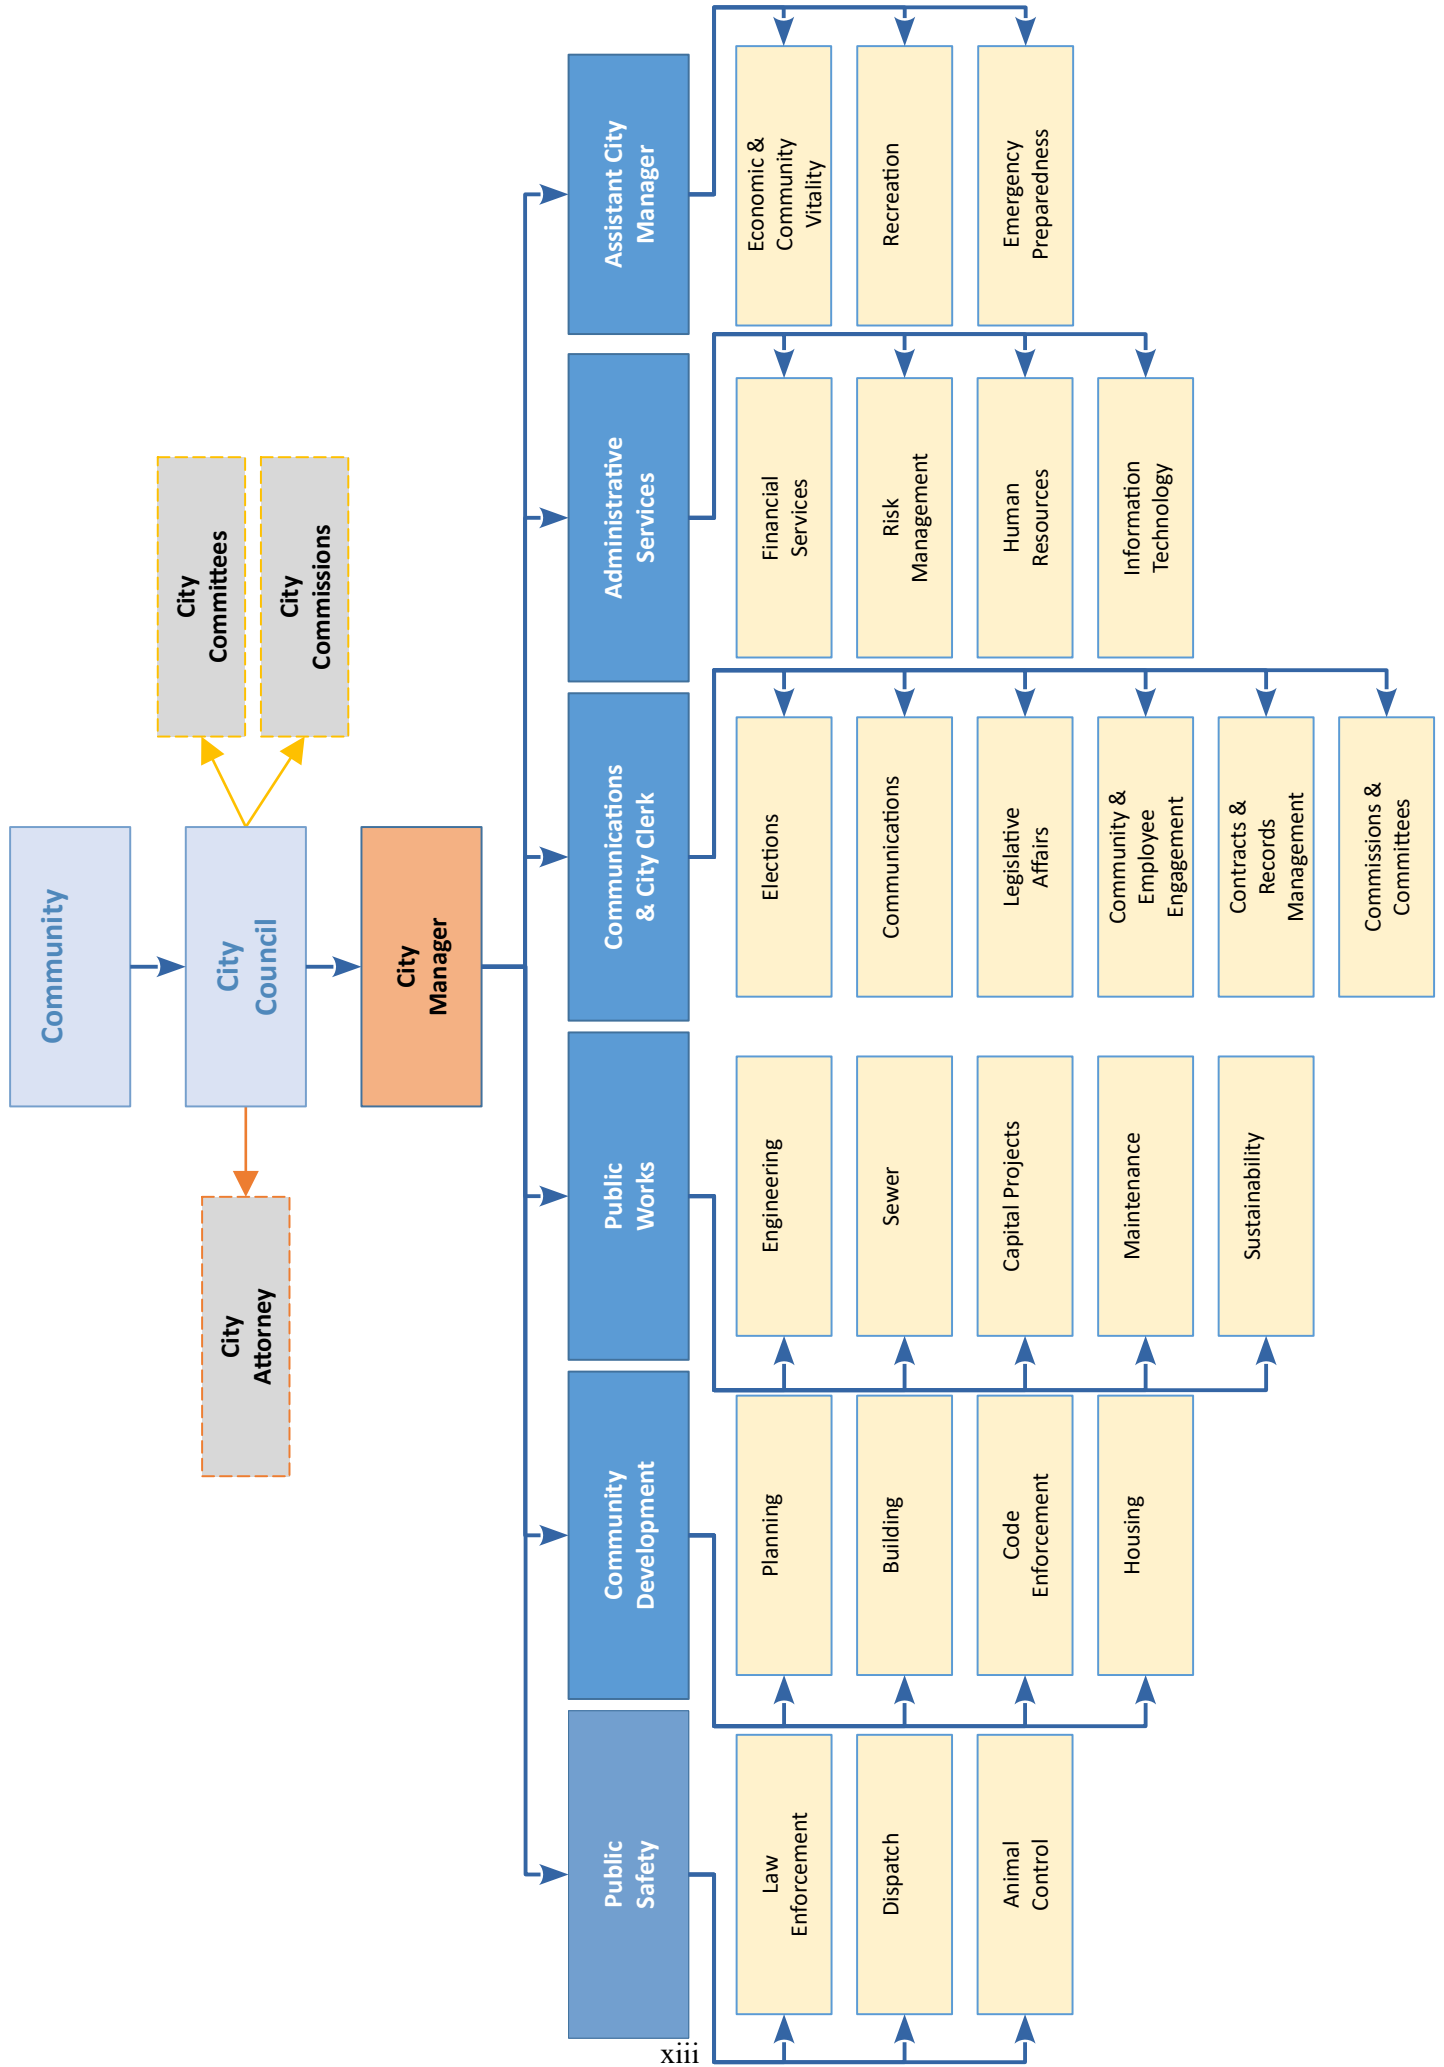 Community
City
Council
City
Committees
City
Commissions
City
Attorney
City
Manager
Public
Safety
Community
Development
Public
Works
Communications
& City Clerk
Administrative
Services
Assistant City
Manager
Law
Enforcement
Dispatch
Animal
Control
Planning
Building
Code
Enforcement
Housing
Engineering
Sewer
Capital Projects
Maintenance
Sustainability
Elections
Communications
Legislative
Affairs
Community &
Employee
Engagement
Contracts &
Records
Management
Commissions &
Committees
Financial
Services
Risk
Management
Human
Resources
Information
Technology
Economic &
Community
Vitality
Recreation
Emergency
Preparedness
xiii